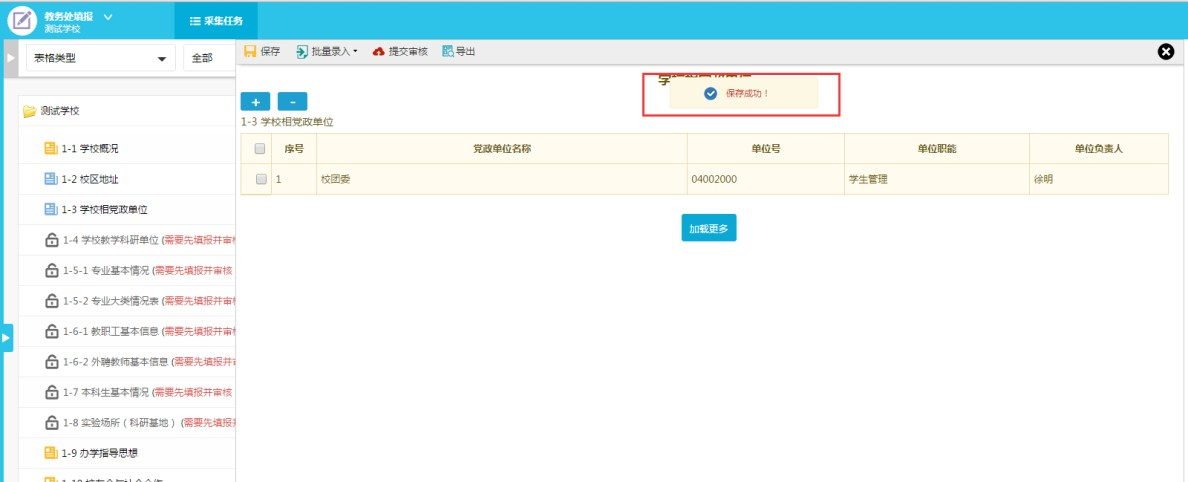 教务处填报
测试学校
采集任务
表格类型
全部
保存
批量录入
提交审核
导出
测试学校
1-1 学校概况
1-2 校区地址
1-3 学校相党政单位
1-4 学校教学科研单位 (需要先填报并审核
1-5-1 专业基本情况 (需要先填报并审核
1-5-2 专业大类情况表 (需要先填报并审核
1-6-1 教职工基本信息 (需要先填报并审核
1-6-2 外聘教师基本信息 (需要先填报并
1-7 本科生基本情况 (需要先填报并审核
1-8 实验场所（科研基地） (需要先填报
1-9 办学指导思想
保存成功！
+
-
1-3 学校相党政单位
序号 党政单位名称 单位号 单位职能 单位负责人
1 校团委 04002000 学生管理 徐明
加载更多